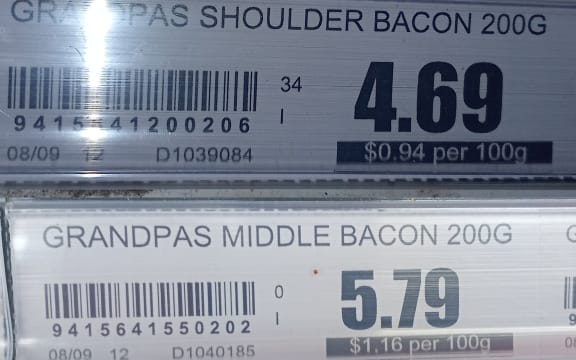 GRANDPAS SHOULDER BACON 200G
34
4.69
I
08/09 12 D1039084
$0.94 per 100g
GRANDPAS MIDDLE BACON 200G
0
5.79
I
9415641550202
08/09 12 D1040185
$1.16 per 100g